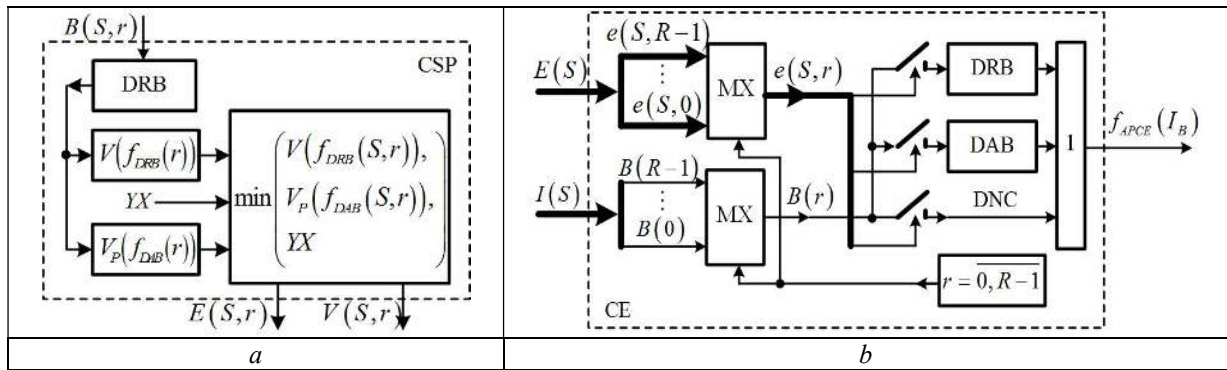 B(S,r)
CSP
DRB
V(f_DRB(r))
YX
V_P(f_DAB(r))
min
V(f_DRB(S,r)),
V_P(f_DAB(S,r)),
YX
E(S,r)
V(S,r)
a
E(S)
e(S,R−1)
⋮
e(S,0)
MX
e(S,r)
DRB
DAB
DNC
1
f_APCE(I_B)
I(S)
B(R−1)
⋮
B(0)
MX
B(r)
r=\overline{0,R−1}
CE
b